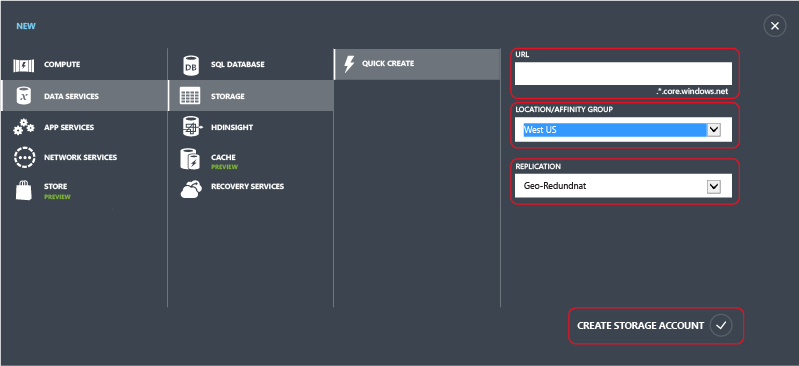 NEW
COMPUTE
DATA SERVICES
APP SERVICES
NETWORK SERVICES
STORE
PREVIEW
DB
SQL DATABASE
STORAGE
HDINSIGHT
CACHE
PREVIEW
RECOVERY SERVICES
QUICK CREATE
URL
.*.core.windows.net
LOCATION/AFFINITY GROUP
West US
REPLICATION
Geo-Redundnat
CREATE STORAGE ACCOUNT